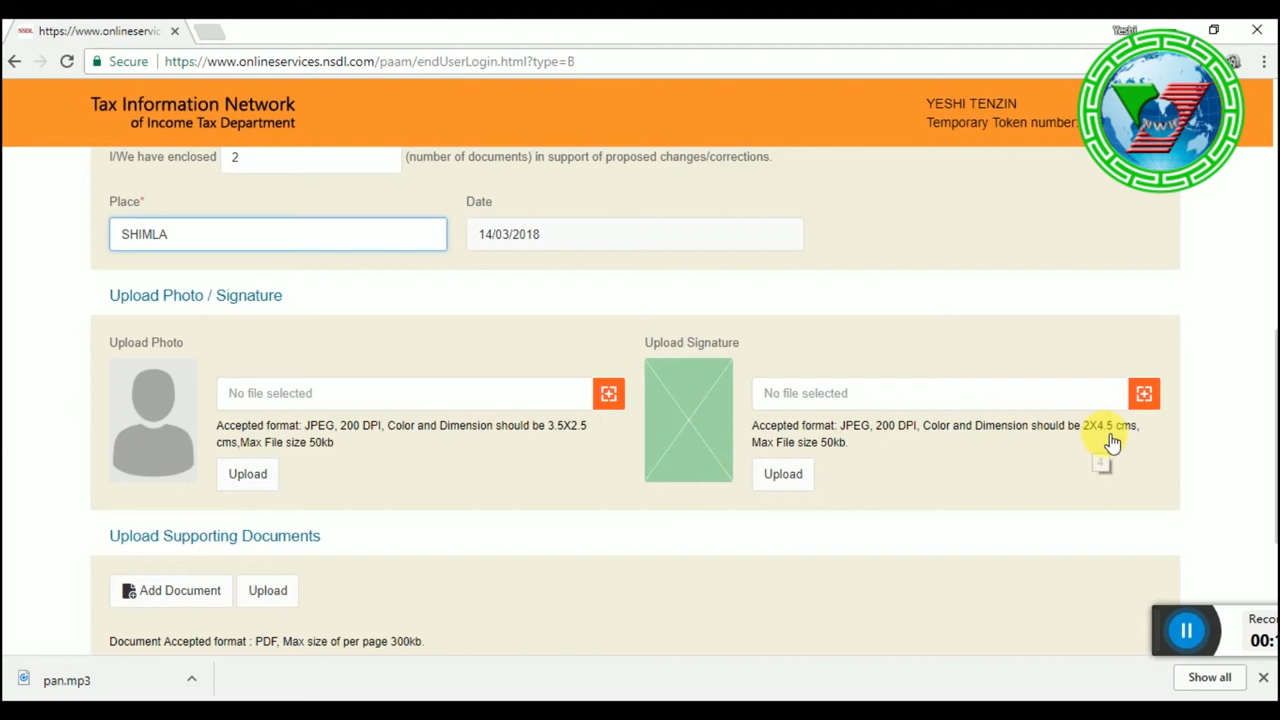 NSDL https://www.onlineservic
Yeshi
Secure https://www.onlineservices.nsdl.com/paam/endUserLogin.html?type=B
Tax Information Network
of Income Tax Department
YESHI TENZIN
Temporary Token number:
WWW
I/We have enclosed 2 (number of documents) in support of proposed changes/corrections.
Place* Date
SHIMLA 14/03/2018
Upload Photo / Signature
Upload Photo Upload Signature
No file selected No file selected
Accepted format: JPEG, 200 DPI, Color and Dimension should be 3.5X2.5
cms,Max File size 50kb
Accepted format: JPEG, 200 DPI, Color and Dimension should be 2X4.5 cms,
Max File size 50kb.
4
Upload Upload
Upload Supporting Documents
Add Document Upload
Document Accepted format : PDF, Max size of per page 300kb.
Reco
00:
pan.mp3
Show all